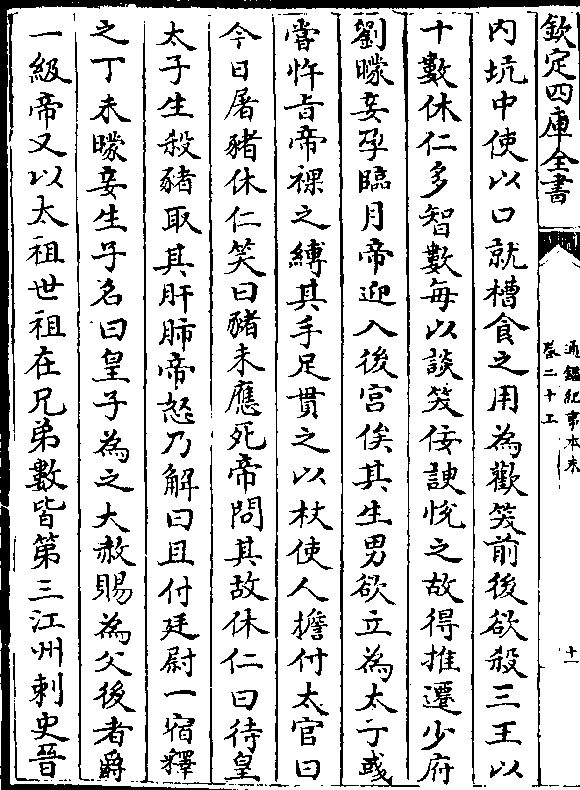 欽定四庫全書
通鑑紀事本末
卷二十上
十一
内坑中使以口就槽食之用為歡笑前後欲殺三王以
十數休仁多智數每以談笑佞諛悅之故得推遷少府
劉曚妾孕臨月帝迎入後宫俟其生男欲立為太子彧
嘗忤旨帝裸之縛其手足貫之以杖使人擔付太官曰
今日屠豬休仁笑曰豬未應死帝問其故休仁曰待皇
太子生殺豬取其肝肺帝怒乃解曰且付廷尉一宿釋
之丁未曚妾生子名曰皇子為之大赦賜為父後者爵
一級帝又以太祖世祖在兄弟數皆第三江州刺史晉